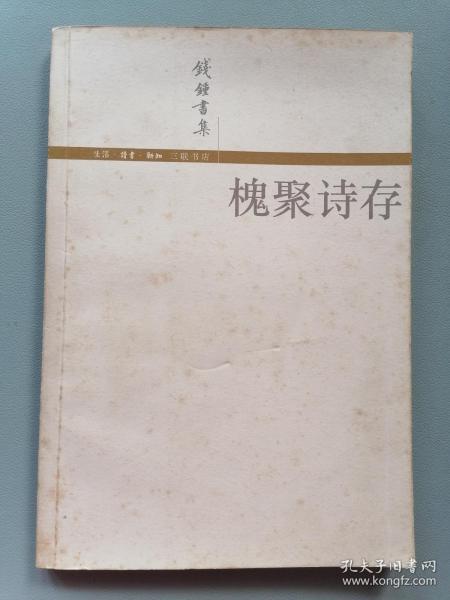 錢鍾書集
生活·讀書·新知 三联书店
槐聚诗存
孔夫子旧书网
www.kongfz.com